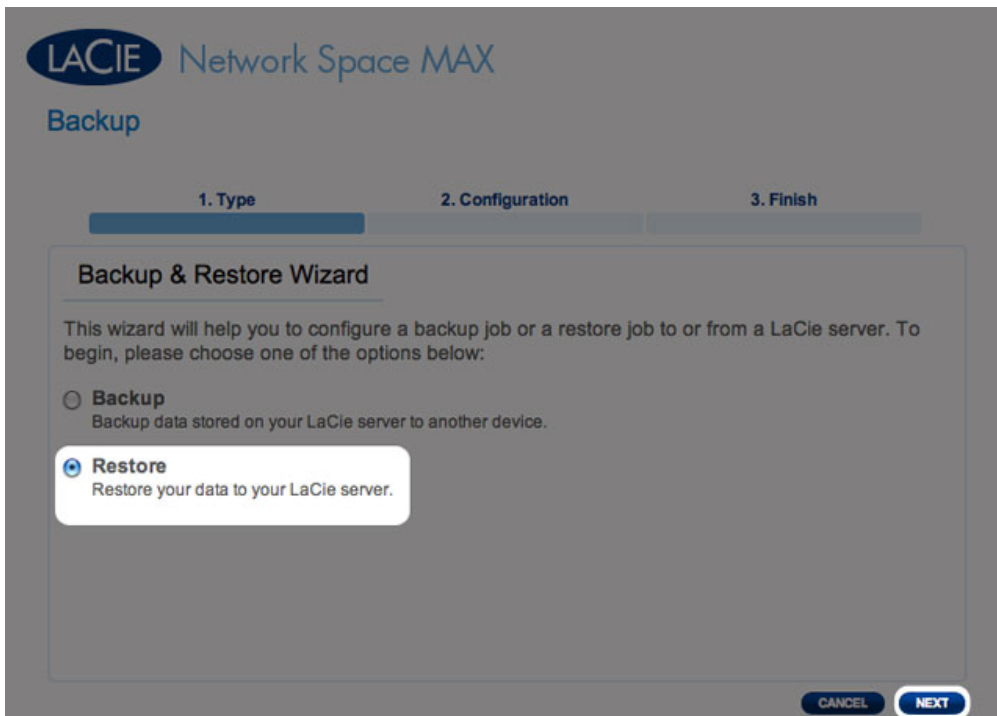 LACIE Network Space MAX
Backup
1. Type 2. Configuration 3. Finish
Backup & Restore Wizard
This wizard will help you to configure a backup job or a restore job to or from a LaCie server. To
begin, please choose one of the options below:
Backup
Backup data stored on your LaCie server to another device.
Restore
Restore your data to your LaCie server.
CANCEL NEXT